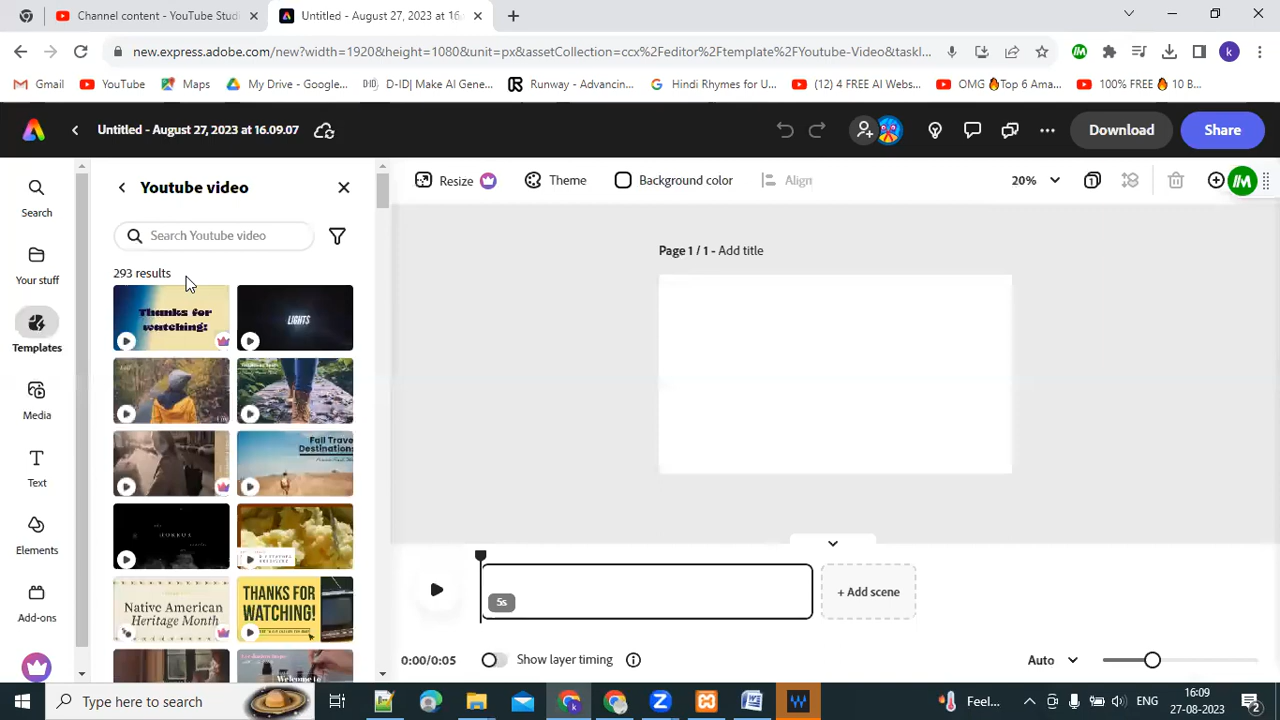 Channel content - YouTube Studi
Untitled - August 27, 2023 at 16.0
new.express.adobe.com/new?width=1920&height=1080&unit=px&assetCollection=ccx%2Feditor%2Ftemplate%2FYoutube-Video&taskI...
k
Gmail
YouTube
Maps
My Drive - Google...
D-ID| Make AI Gene...
Runway - Advancin...
Hindi Rhymes for U...
(12) 4 FREE AI Webs...
OMG 🔥Top 6 Ama...
100% FREE 🔥 10 B...
Untitled - August 27, 2023 at 16.09.07
Download
Share
Search
Your stuff
Templates
Media
Text
Elements
Add-ons
Youtube video
Search Youtube video
293 results
Thanks for
watching!
LIGHTS
Fall Trave
Destinations
HORROR
Native American
Heritage Month
THANKS FOR
WATCHING!
Resize
Theme
Background color
Align
20%
1
Page 1 / 1 - Add title
5s
+ Add scene
0:00/0:05
Show layer timing
Auto
Type here to search
Feel...
ENG
16:09
27-08-2023
2